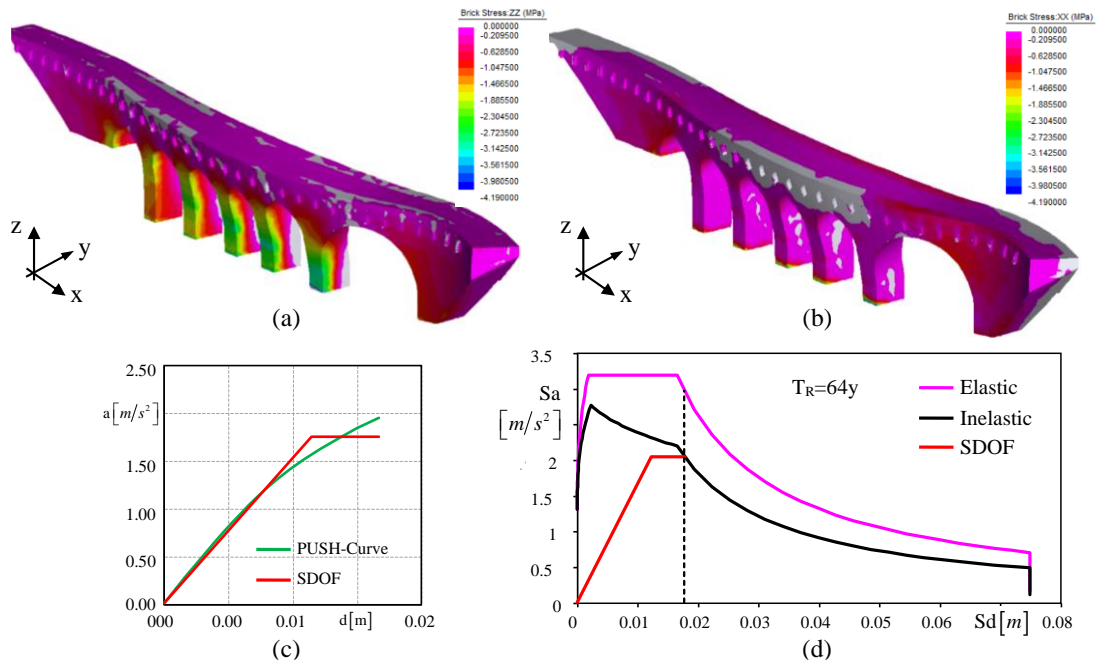 Brick Stress:ZZ (MPa)
0.000000
-0.209500
-0.628500
-1.047500
-1.466500
-1.885500
-2.304500
-2.723500
-3.142500
-3.561500
-3.980500
-4.190000
z
y
x
(a)
Brick Stress:XX (MPa)
0.000000
-0.209500
-0.628500
-1.047500
-1.466500
-1.885500
-2.304500
-2.723500
-3.142500
-3.561500
-3.980500
-4.190000
z
y
x
(b)
2.50
a[m/s²]
2.00
1.50
1.00
0.50
0.00
PUSH-Curve
SDOF
000
0.00
0.01
d[m]
0.02
(c)
3.5
Sa
[m/s²]
3
2.5
2
1.5
1
0.5
0
T_R=64y
Elastic
Inelastic
SDOF
0
0.01
0.02
0.03
0.04
0.05
0.06
Sd[m]
0.07
0.08
(d)